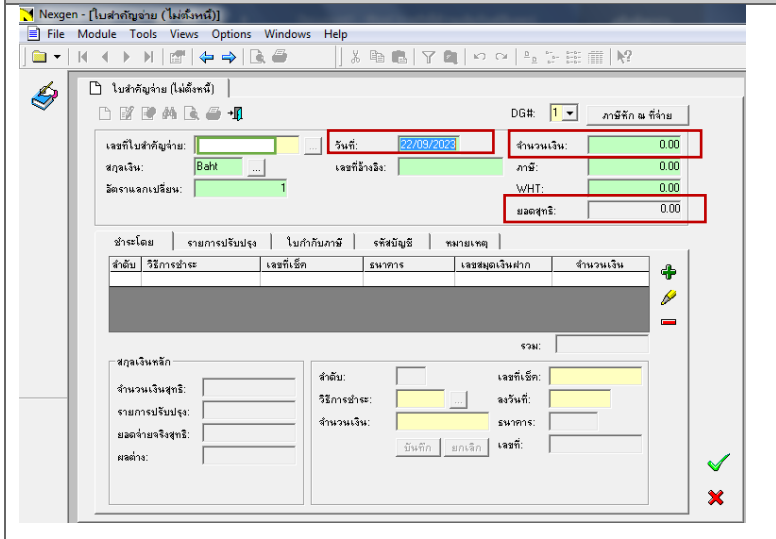 Nexgen - [ใบสำคัญจ่าย (ไม่ตั้งหนี้)]
File Module Tools Views Options Windows Help
ใบสำคัญจ่าย (ไม่ตั้งหนี้)
DG#: 1 ภาษีหัก ณ ที่จ่าย
เลขที่ใบสำคัญจ่าย: ... วันที่: 22/09/2023 จำนวนเงิน: 0.00
สกุลเงิน: Baht ... เลขที่อ้างอิง: ภาษี: 0.00
อัตราแลกเปลี่ยน: 1 WHT: 0.00
ยอดสุทธิ: 0.00
ชำระโดย รายการปรับปรุง ใบกำกับภาษี รหัสบัญชี หมายเหตุ
ลำดับ วิธีการชำระ เลขที่เช็ค ธนาคาร เลขสมุดเงินฝาก จำนวนเงิน
รวม:
สกุลเงินหลัก
จำนวนเงินสุทธิ:
รายการปรับปรุง:
ยอดจ่ายจริงสุทธิ:
ผลต่าง:
ลำดับ: เลขที่เช็ค:
วิธีการชำระ: ... ลงวันที่:
จำนวนเงิน: ธนาคาร:
บันทึก ยกเลิก เลขที่: